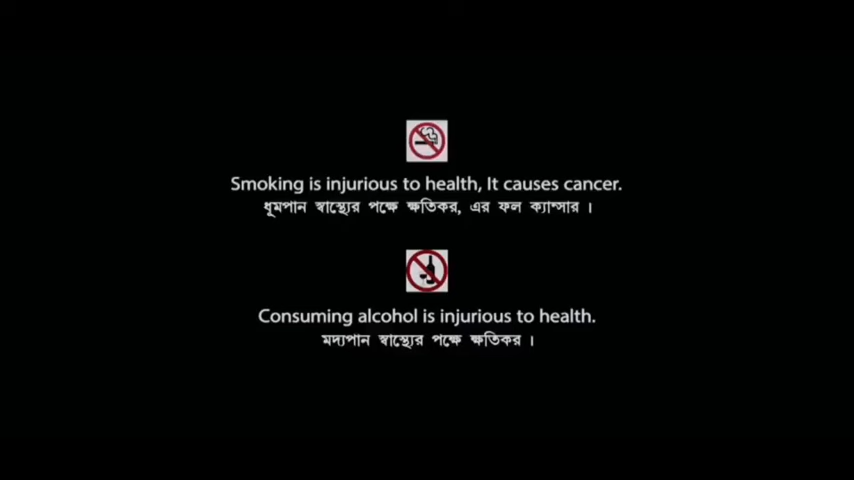 Smoking is injurious to health, It causes cancer.
ধূমপান স্বাস্থ্যের পক্ষে ক্ষতিকর, এর ফল ক্যান্সার ।
Consuming alcohol is injurious to health.
মদ্যপান স্বাস্থ্যের পক্ষে ক্ষতিকর ।